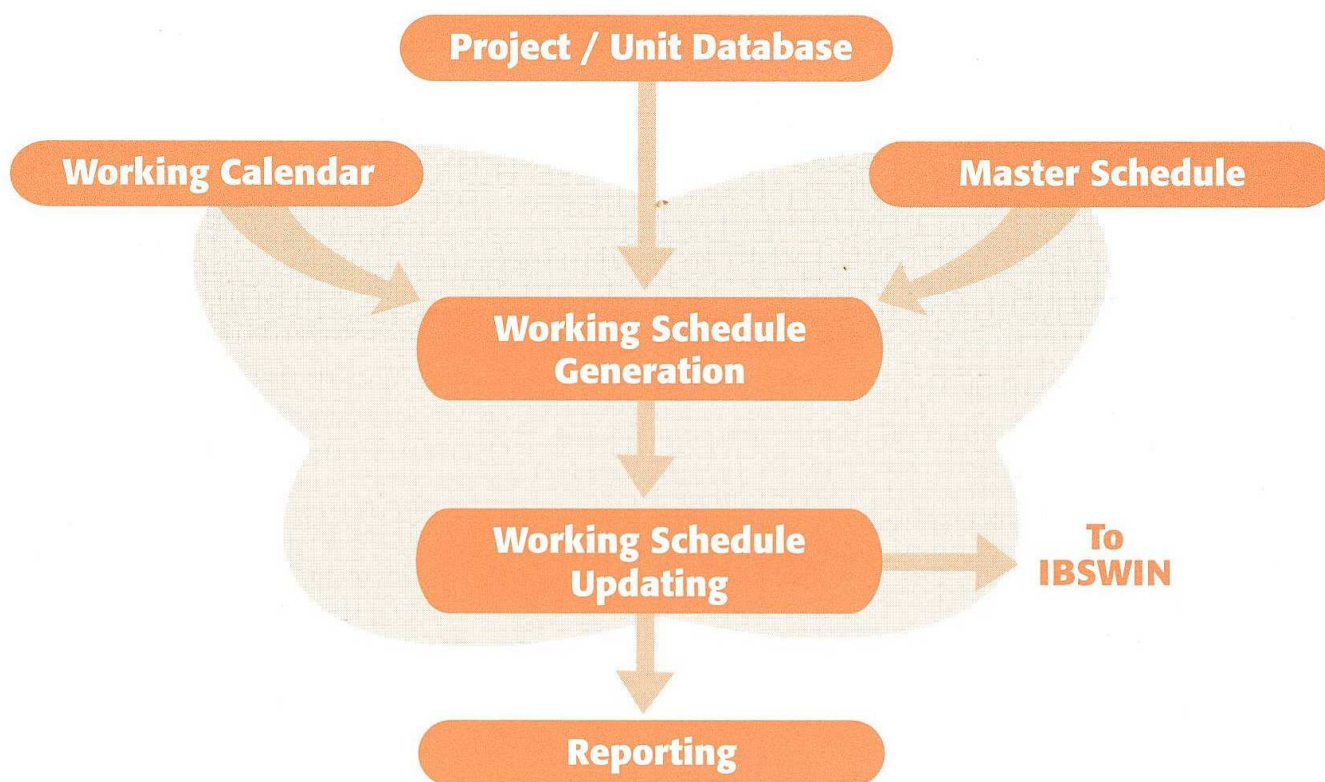 Project / Unit Database
Working Calendar
Master Schedule
Working Schedule
Generation
Working Schedule
Updating
To
IBSWIN
Reporting